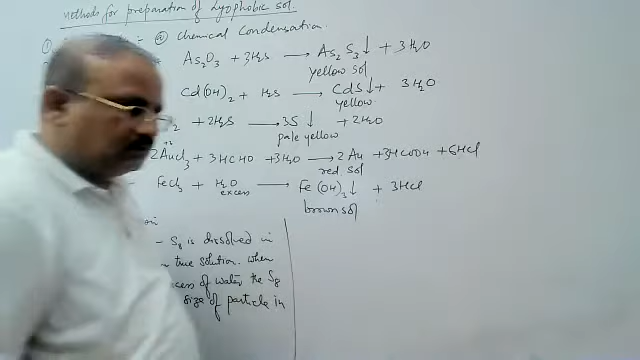 Methods for preparation of Lyophobic sol.
① :- ⓐ chemical Condensation.
As₂O₃ + 3H₂S ⟶ As₂S₃↓ + 3H₂O
yellow sol
Cd(OH)₂ + H₂S ⟶ CdS↓ + 3H₂O
yellow
2 + 2H₂S ⟶ 3S↓ + 2H₂O
pale yellow
2AuCl₃ + 3HCHO + 3H₂O ⟶ 2Au + 3HCOOH + 6HCl
red sol
- FeCl₃ + H₂O ⟶ Fe(OH)₃↓ + 3HCl
excess
brown sol
- S₈ is dissolved in
true solution. when
of water the S₈
size of particle in